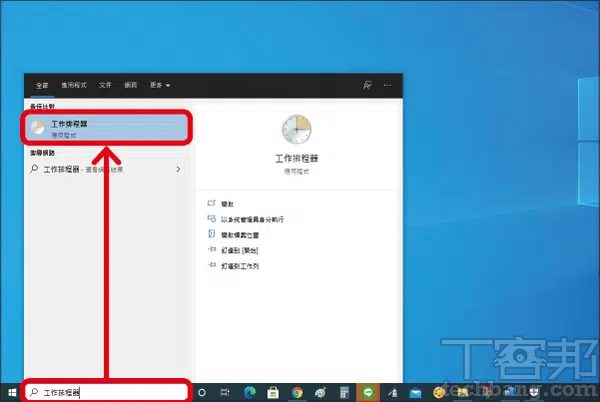 全部 應用程式 文件 網頁 更多
最佳比對
工作排程器
應用程式
搜尋網路
工作排程器 - 查看網路結果
工作排程器
應用程式
開啟
以系統管理員身分執行
開啟檔案位置
釘選到 [開始]
釘選到工作列
工作排程器
T客邦
techbang.com